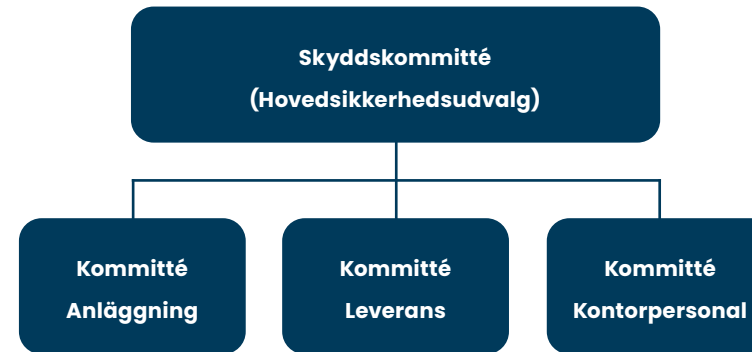 Skyddskommitté
(Hovedsikkerhedsudvalg)
Kommitté
Anläggning
Kommitté
Leverans
Kommitté
Kontorpersonal